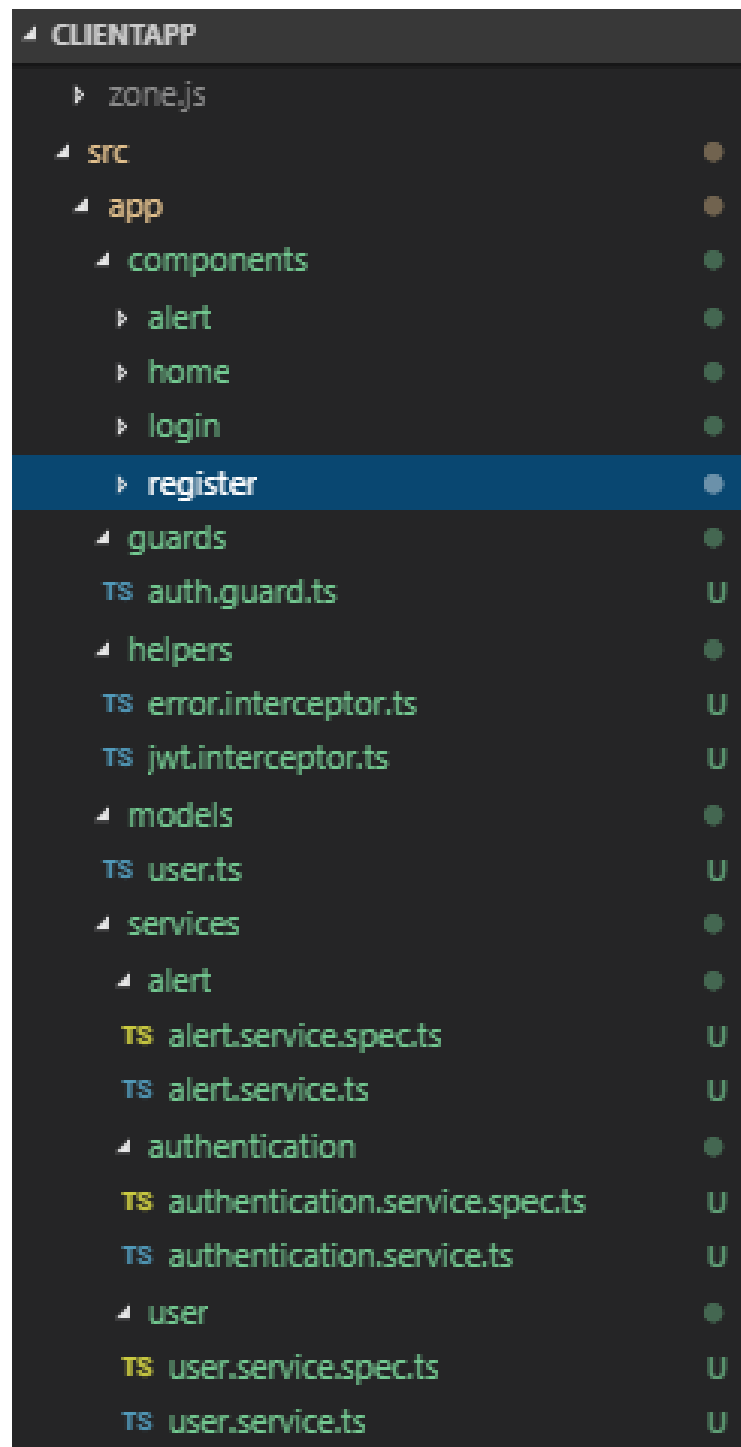 CLIENTAPP
zone.js
src
app
components
alert
home
login
register
guards
TS auth.guard.ts U
helpers
TS error.interceptor.ts U
TS jwt.interceptor.ts U
models
TS user.ts U
services
alert
TS alert.service.spec.ts U
TS alert.service.ts U
authentication
TS authentication.service.spec.ts U
TS authentication.service.ts U
user
TS user.service.spec.ts U
TS user.service.ts U